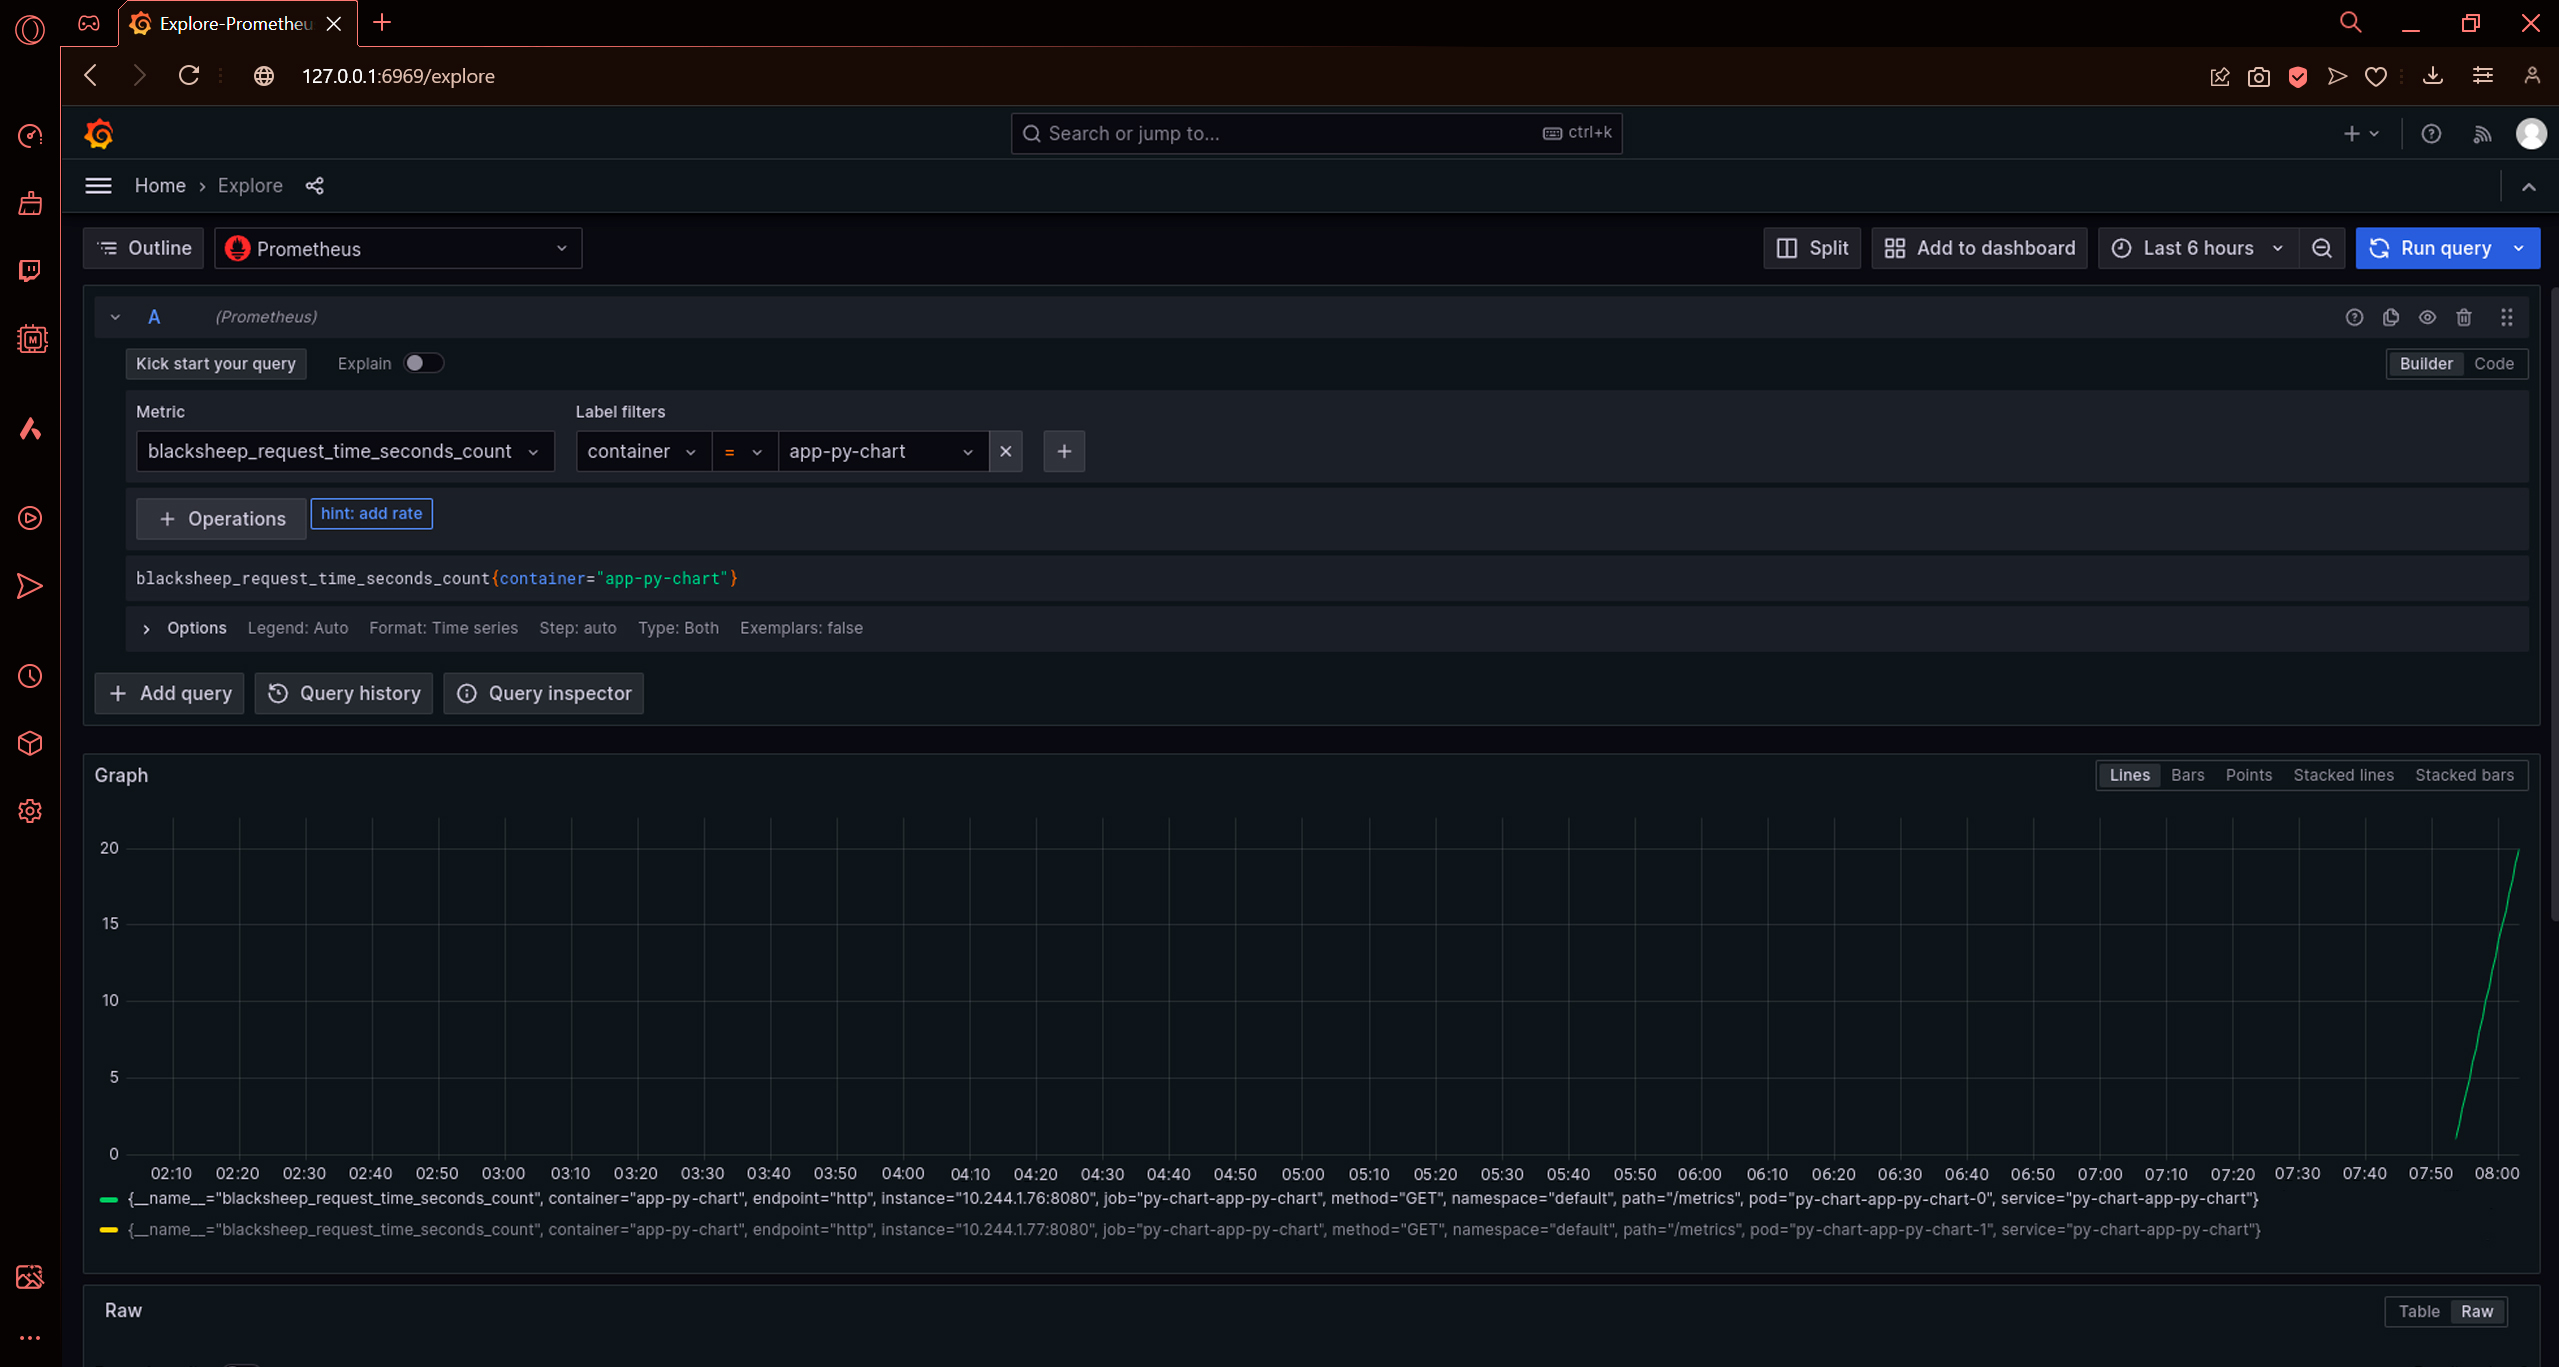 Explore-Prometheu
127.0.0.1:6969/explore
Search or jump to...
ctrl+k
Home › Explore
Outline
Prometheus
Split
Add to dashboard
Last 6 hours
Run query
A (Prometheus)
Kick start your query
Explain
Builder
Code
Metric
Label filters
blacksheep_request_time_seconds_count
container
=
app-py-chart
+ Operations
hint: add rate
blacksheep_request_time_seconds_count{container="app-py-chart"}
Options Legend: Auto Format: Time series Step: auto Type: Both Exemplars: false
+ Add query
Query history
Query inspector
Graph
Lines Bars Points Stacked lines Stacked bars
20
15
10
5
0
02:10 02:20 02:30 02:40 02:50 03:00 03:10 03:20 03:30 03:40 03:50 04:00 04:10 04:20 04:30 04:40 04:50 05:00 05:10 05:20 05:30 05:40 05:50 06:00 06:10 06:20 06:30 06:40 06:50 07:00 07:10 07:20 07:30 07:40 07:50 08:00
{__name__="blacksheep_request_time_seconds_count", container="app-py-chart", endpoint="http", instance="10.244.1.76:8080", job="py-chart-app-py-chart", method="GET", namespace="default", path="/metrics", pod="py-chart-app-py-chart-0", service="py-chart-app-py-chart"}
{__name__="blacksheep_request_time_seconds_count", container="app-py-chart", endpoint="http", instance="10.244.1.77:8080", job="py-chart-app-py-chart", method="GET", namespace="default", path="/metrics", pod="py-chart-app-py-chart-1", service="py-chart-app-py-chart"}
Raw
Table Raw